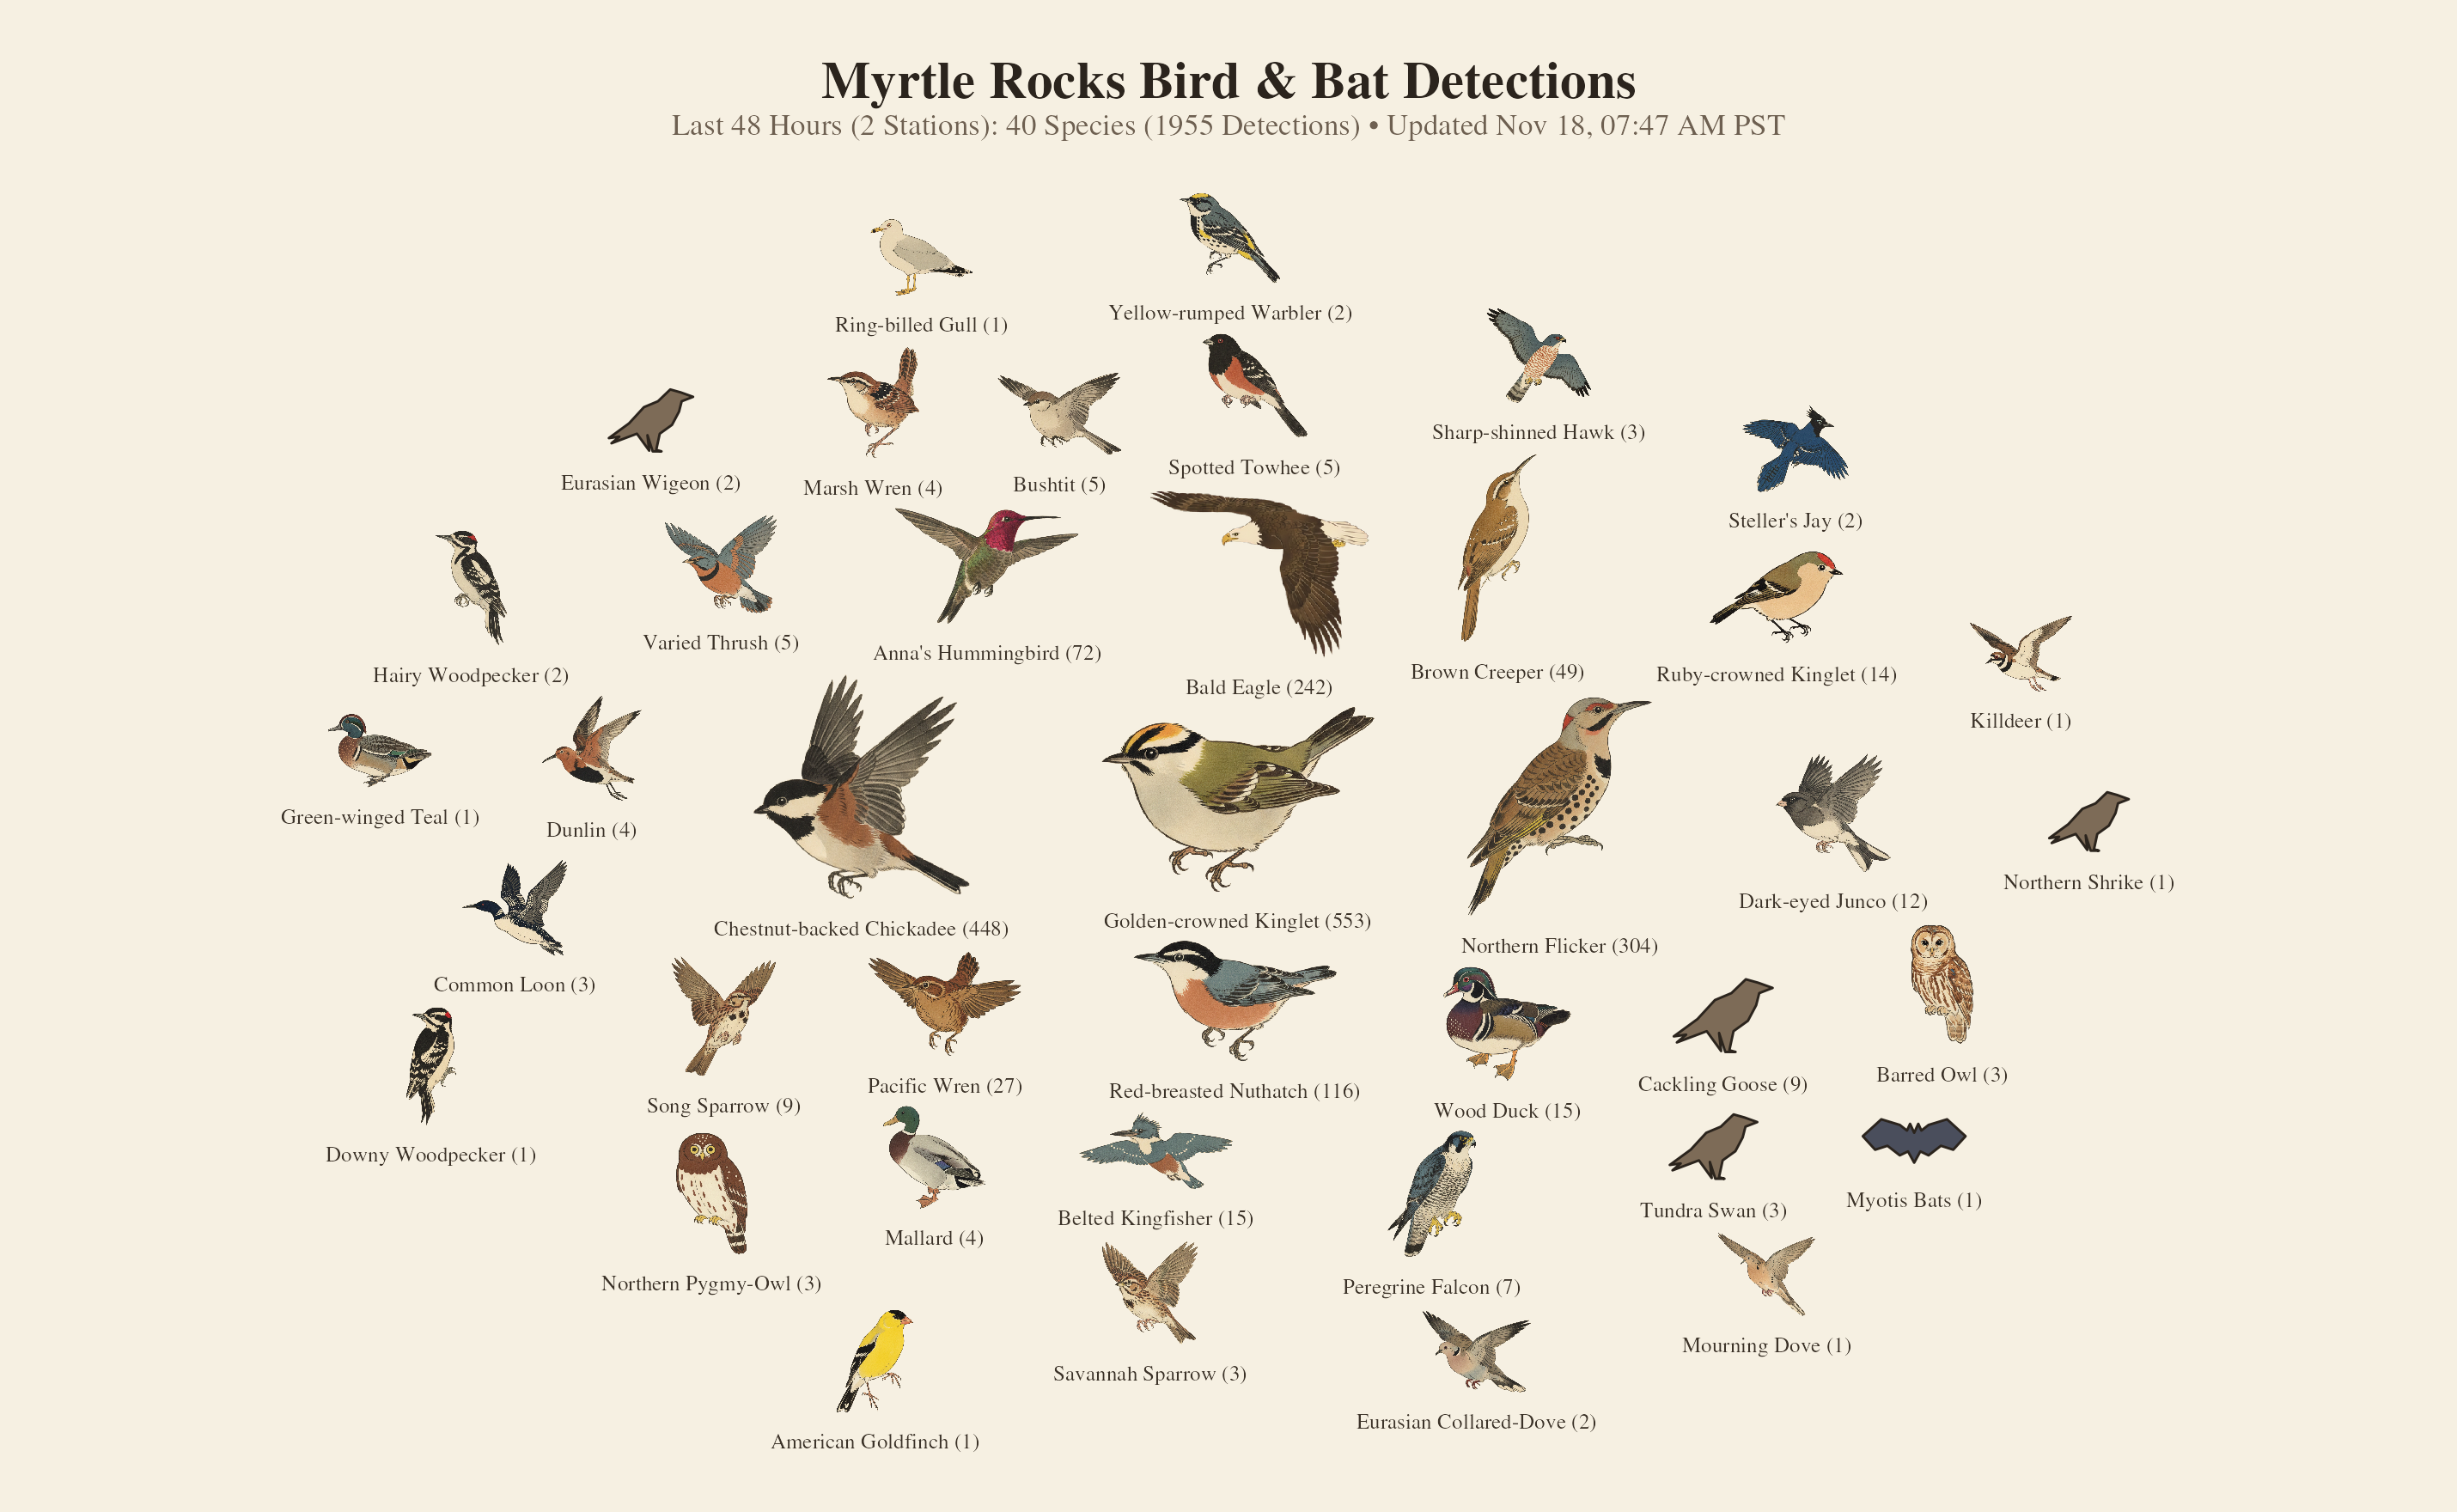 Myrtle Rocks Bird & Bat Detections
Last 48 Hours (2 Stations): 40 Species (1955 Detections) • Updated Nov 18, 07:47 AM PST
Yellow-rumped Warbler (2)
Ring-billed Gull (1)
Sharp-shinned Hawk (3)
Spotted Towhee (5)
Eurasian Wigeon (2)
Marsh Wren (4)
Bushtit (5)
Steller's Jay (2)
Varied Thrush (5)
Anna's Hummingbird (72)
Brown Creeper (49)
Ruby-crowned Kinglet (14)
Hairy Woodpecker (2)
Bald Eagle (242)
Killdeer (1)
Green-winged Teal (1)
Dunlin (4)
Northern Shrike (1)
Dark-eyed Junco (12)
Chestnut-backed Chickadee (448)
Golden-crowned Kinglet (553)
Northern Flicker (304)
Common Loon (3)
Barred Owl (3)
Cackling Goose (9)
Pacific Wren (27)
Red-breasted Nuthatch (116)
Song Sparrow (9)
Wood Duck (15)
Downy Woodpecker (1)
Myotis Bats (1)
Tundra Swan (3)
Belted Kingfisher (15)
Mallard (4)
Northern Pygmy-Owl (3)
Peregrine Falcon (7)
Mourning Dove (1)
Savannah Sparrow (3)
Eurasian Collared-Dove (2)
American Goldfinch (1)